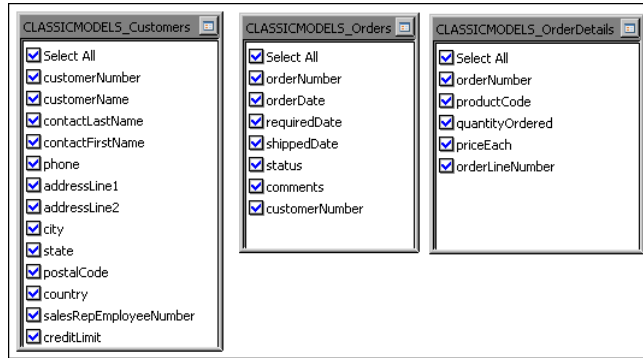 CLASSICMODELS_Customers
Select All
customerNumber
customerName
contactLastName
contactFirstName
phone
addressLine1
addressLine2
city
state
postalCode
country
salesRepEmployeeNumber
creditLimit
CLASSICMODELS_Orders
Select All
orderNumber
orderDate
requiredDate
shippedDate
status
comments
customerNumber
CLASSICMODELS_OrderDetails
Select All
orderNumber
productCode
quantityOrdered
priceEach
orderLineNumber